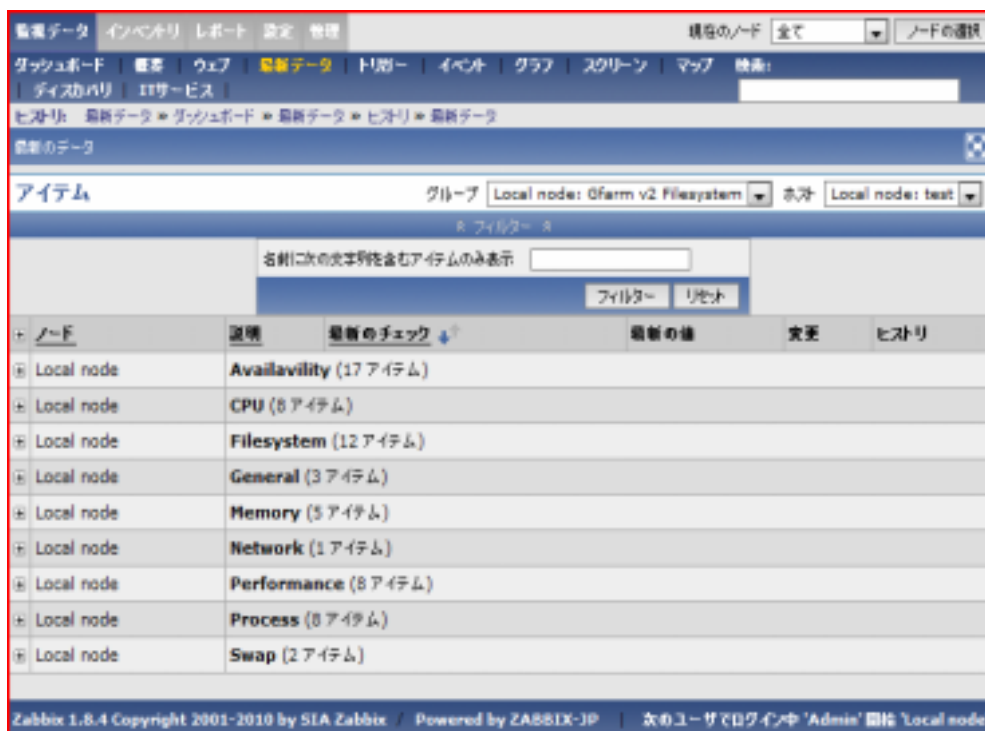 監視データ インベントリ レポート 設定 管理 現在のノード 全て ノードの選択
ダッシュボード | 概要 | ウェブ | 最新データ | トリガー | イベント | グラフ | スクリーン | マップ 検索:
| ディスカバリ | ITサービス |
ヒストリ: 最新データ » ダッシュボード » 最新データ » ヒストリ » 最新データ
最新のデータ
アイテム グループ Local node: Gfarm v2 Filesystem ホスト Local node: test
フィルター
名前に次の文字列を含むアイテムのみ表示
フィルター リセット
ノード 説明 最新のチェック 最新の値 変更 ヒストリ
Local node Availavility (17 アイテム)
Local node CPU (8 アイテム)
Local node Filesystem (12 アイテム)
Local node General (3 アイテム)
Local node Memory (5 アイテム)
Local node Network (1 アイテム)
Local node Performance (8 アイテム)
Local node Process (8 アイテム)
Local node Swap (2 アイテム)
Zabbix 1.8.4 Copyright 2001-2010 by SIA Zabbix / Powered by ZABBIX-JP | 次のユーザでログイン中 'Admin' 開始 'Local node